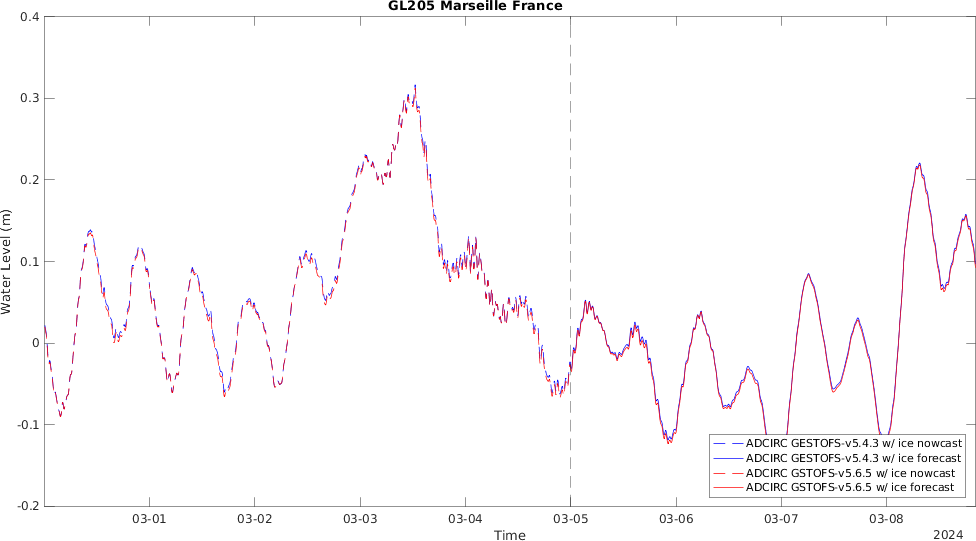 GL205 Marseille France
Water Level (m)
0.4
0.3
0.2
0.1
0
-0.1
-0.2
03-01
03-02
03-03
03-04
03-05
03-06
03-07
03-08
Time
2024
ADCIRC GESTOFS-v5.4.3 w/ ice nowcast
ADCIRC GESTOFS-v5.4.3 w/ ice forecast
ADCIRC GSTOFS-v5.6.5 w/ ice nowcast
ADCIRC GSTOFS-v5.6.5 w/ ice forecast